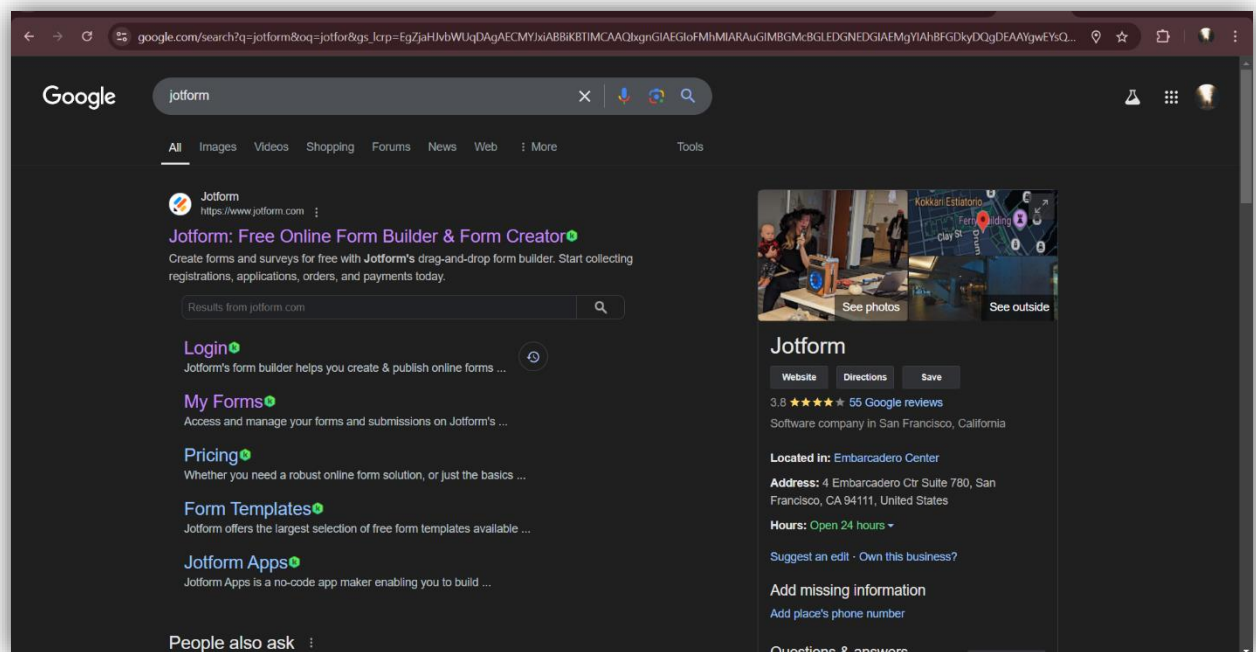 google.com/search?q=jotform&oq=jotfor&gs_lcrp=
Google
jotform
All Images Videos Shopping Forums News Web More Tools
Jotform
https://www.jotform.com
Jotform: Free Online Form Builder & Form Creator
Create forms and surveys for free with Jotform's drag-and-drop form builder. Start collecting
registrations, applications, orders, and payments today.
Results from jotform.com
Login
Jotform's form builder helps you create & publish online forms ...
My Forms
Access and manage your forms and submissions on Jotform's ...
Pricing
Whether you need a robust online form solution, or just the basics ...
Form Templates
Jotform offers the largest selection of free form templates available ...
Jotform Apps
Jotform Apps is a no-code app maker enabling you to build ...
People also ask
Kokkari Estiatorio
Clay St
Drumm
See photos
See outside
Jotform
Website Directions Save
3.8 55 Google reviews
Software company in San Francisco, California
Located in: Embarcadero Center
Address: 4 Embarcadero Ctr Suite 780, San
Francisco, CA 94111, United States
Hours: Open 24 hours
Suggest an edit · Own this business?
Add missing information
Add place's phone number
Questions & answers